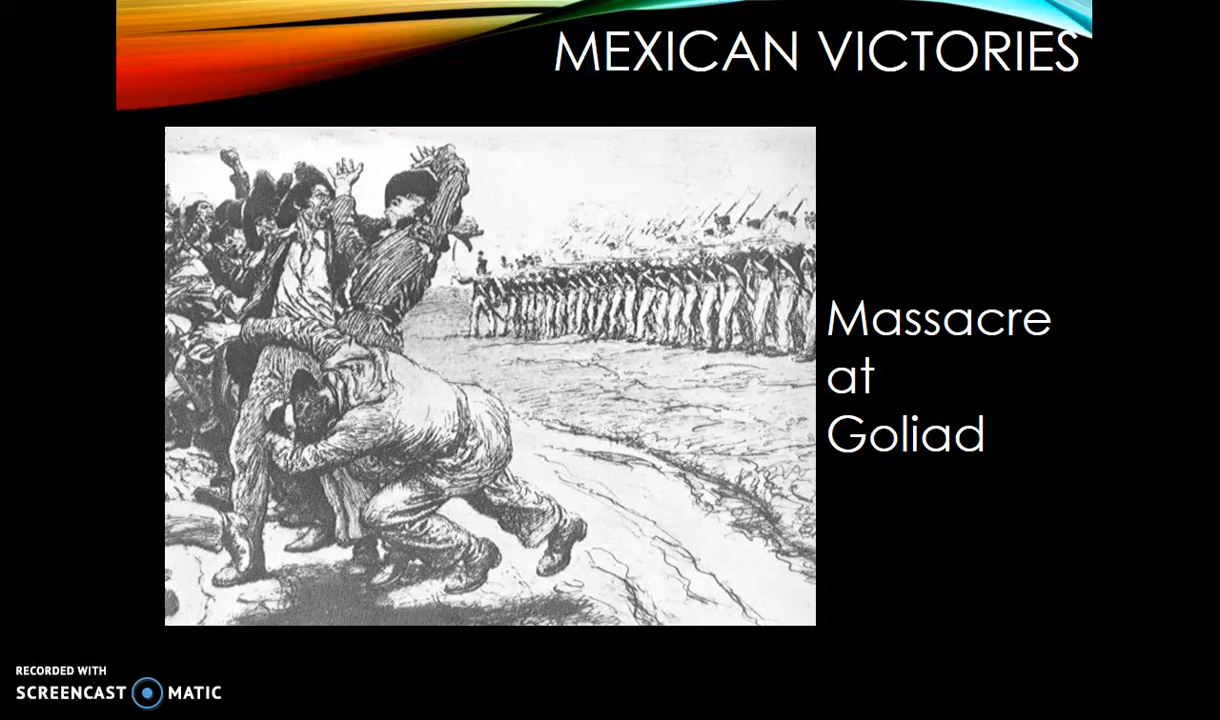 MEXICAN VICTORIES
Massacre
at
Goliad
RECORDED WITH
SCREENCAST MATIC